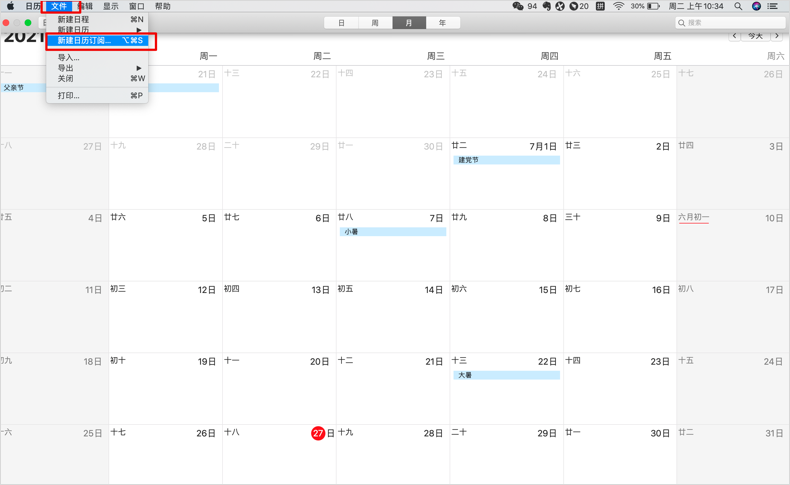 日历 文件 编辑 显示 窗口 帮助 94 20 拼 30% 周二 上午10:34
新建日程 ⌘N
新建日历 ▶
新建日历订阅... ⌥⌘S
导入...
导出 ▶
关闭 ⌘W
打印... ⌘P
日 周 月 年 搜索
2021 今天
周一 周二 周三 周四 周五 周六
21日 十三 22日 十四 23日 十五 24日 十六 25日 十七 26日
父亲节
十八 27日 十九 28日 二十 29日 廿一 30日 廿二 7月1日 廿三 2日 廿四 3日
建党节
廿五 4日 廿六 5日 廿七 6日 廿八 7日 廿九 8日 三十 9日 六月初一 10日
小暑
初二 11日 初三 12日 初四 13日 初五 14日 初六 15日 初七 16日 初八 17日
初九 18日 初十 19日 十一 20日 十二 21日 十三 22日 十四 23日 十五 24日
大暑
十六 25日 十七 26日 十八 27日 十九 28日 二十 29日 廿一 30日 廿二 31日